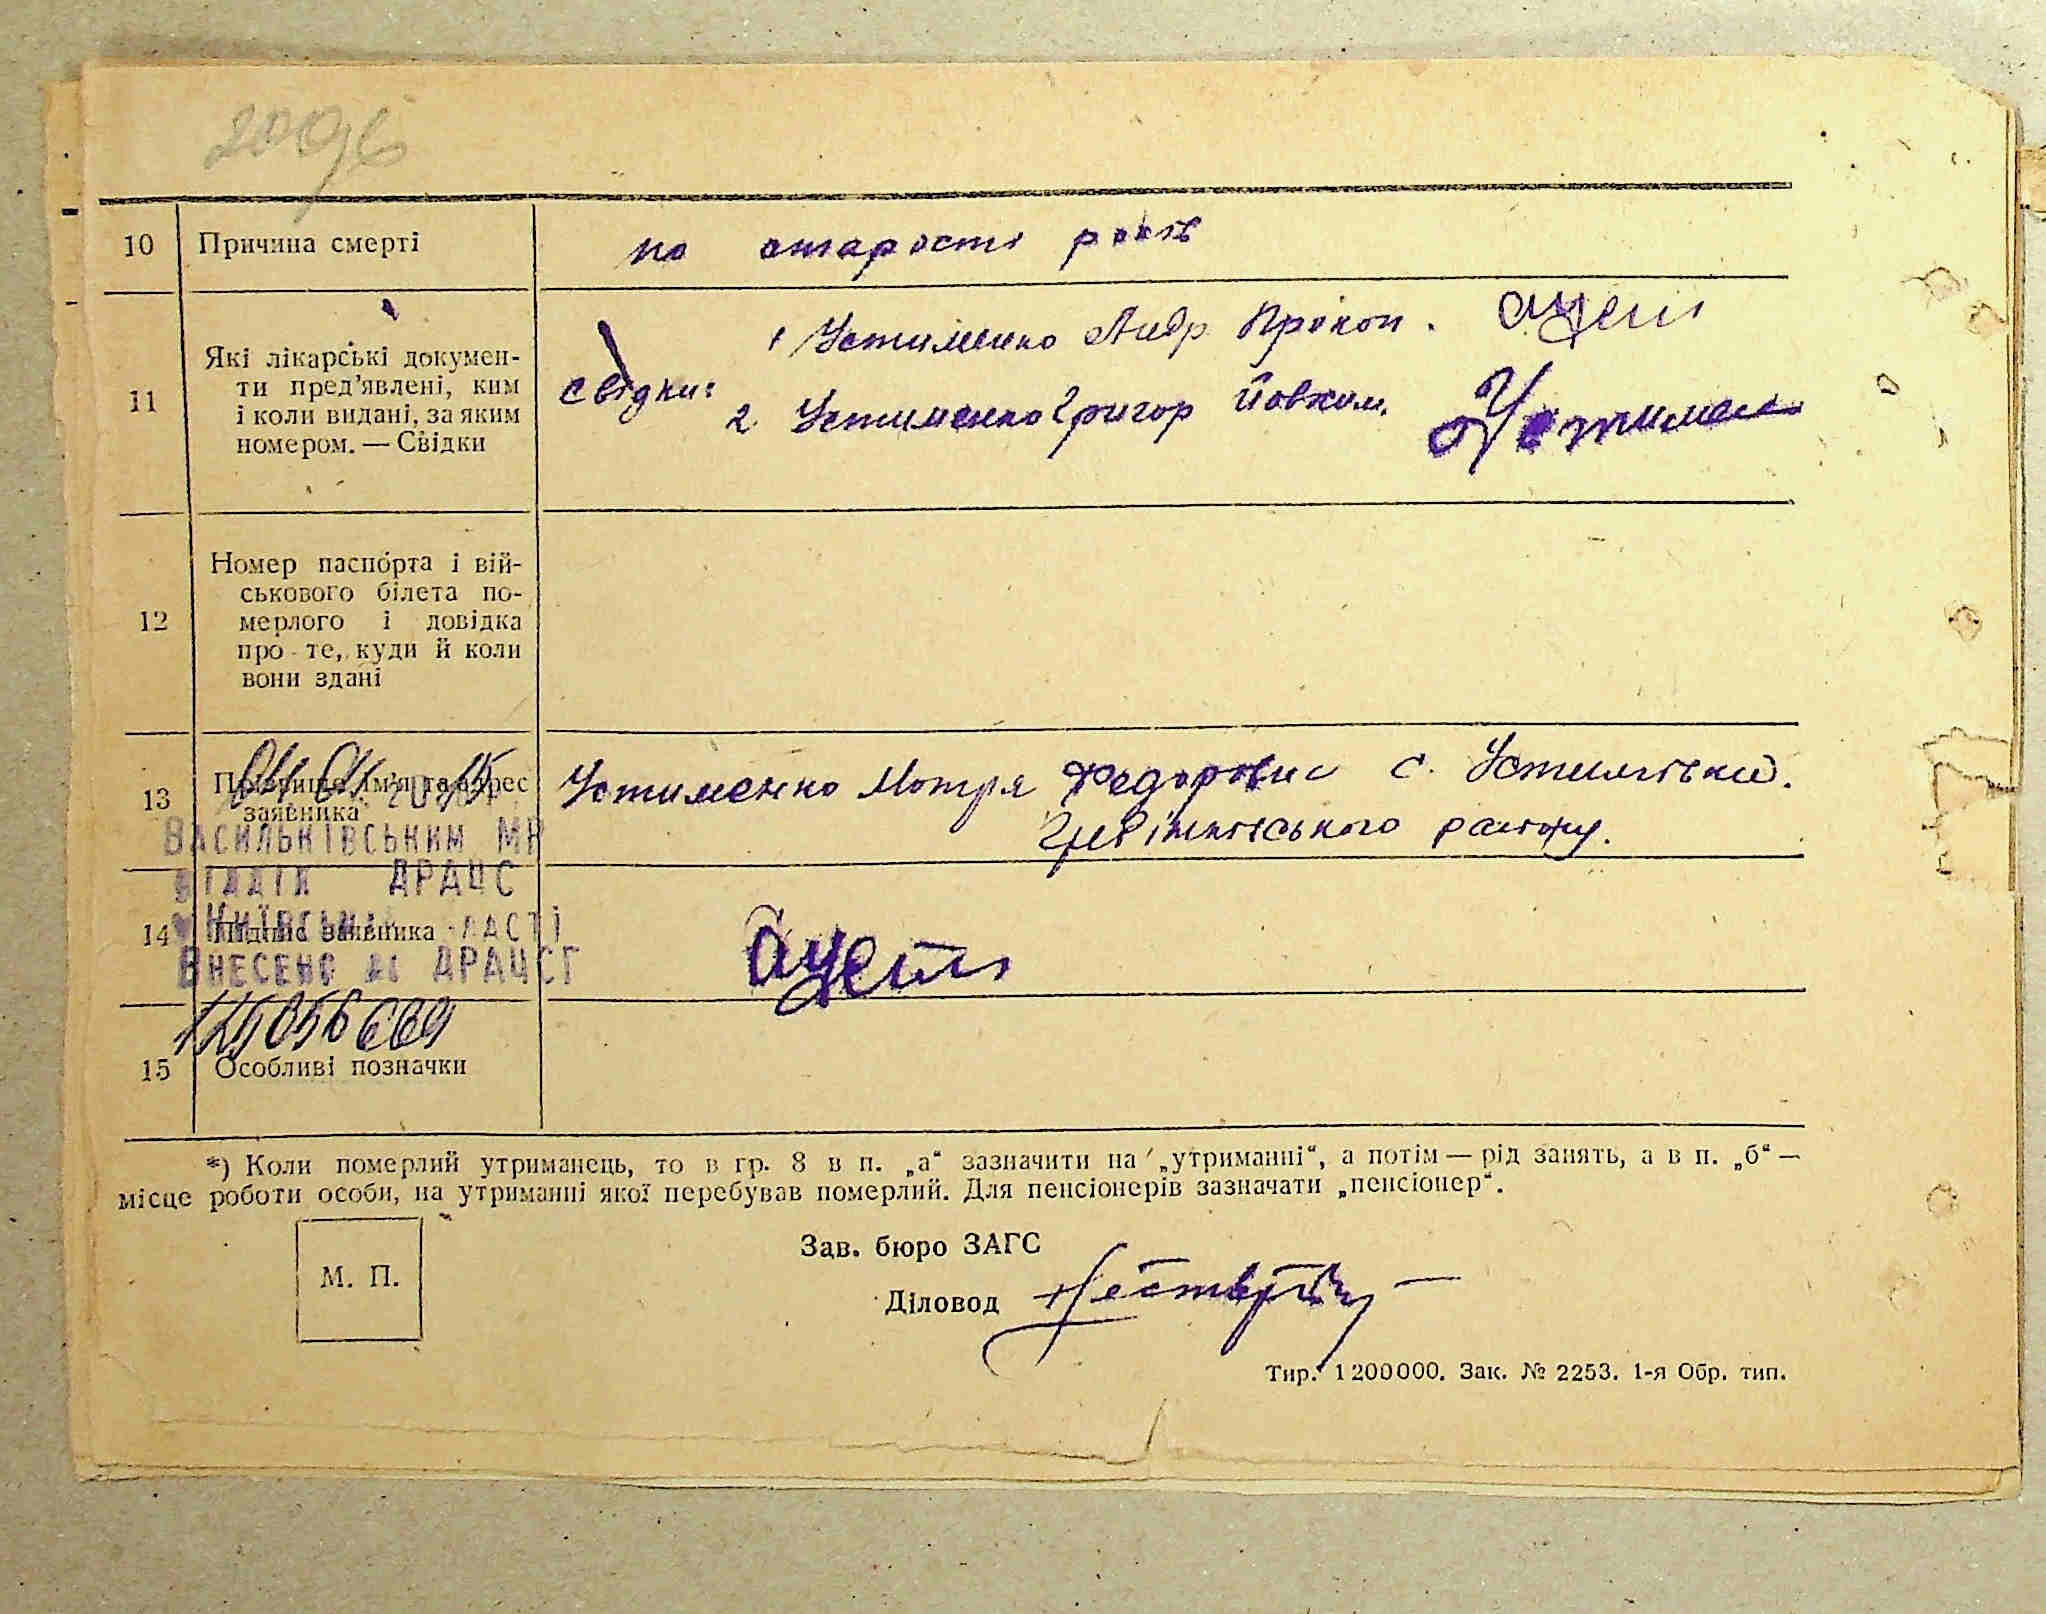 2096
10 Причина смерті по старості років
11 Які лікарські докумен-
ти пред’явлені, ким
і коли видані, за яким
номером. — Свідки
свідки:
1 Устименко Андр. Прокоп.
2 Устименко Григор Йовхим.
12 Номер паспорта і вій-
ськового білета по-
мерлого і довідка
про те, куди й коли
вони здані
13 Прізвище, ім’я та адрес
заявника
Устименко Мотря Федоровна с. Устимівка.
Гребінківського району.
ВАСИЛЬКІВСЬКИМ МР
ВІДДІЛ ДРАЦС
КИЇВСЬКІЙ ОБЛАСТІ
14 Підпис заявника
ВНЕСЕНО ДО ДРАЦСГ
15 Особливі позначки
*) Коли померлий утриманець, то в гр. 8 в п. „а“ зазначити на „утриманні“, а потім — рід занять, а в п. „б“ —
місце роботи особи, на утриманні якої перебував померлий. Для пенсіонерів зазначати „пенсіонер“.
М. П.
Зав. бюро ЗАГС
Діловод
Тир. 1200000. Зак. № 2253. 1-я Обр. тип.